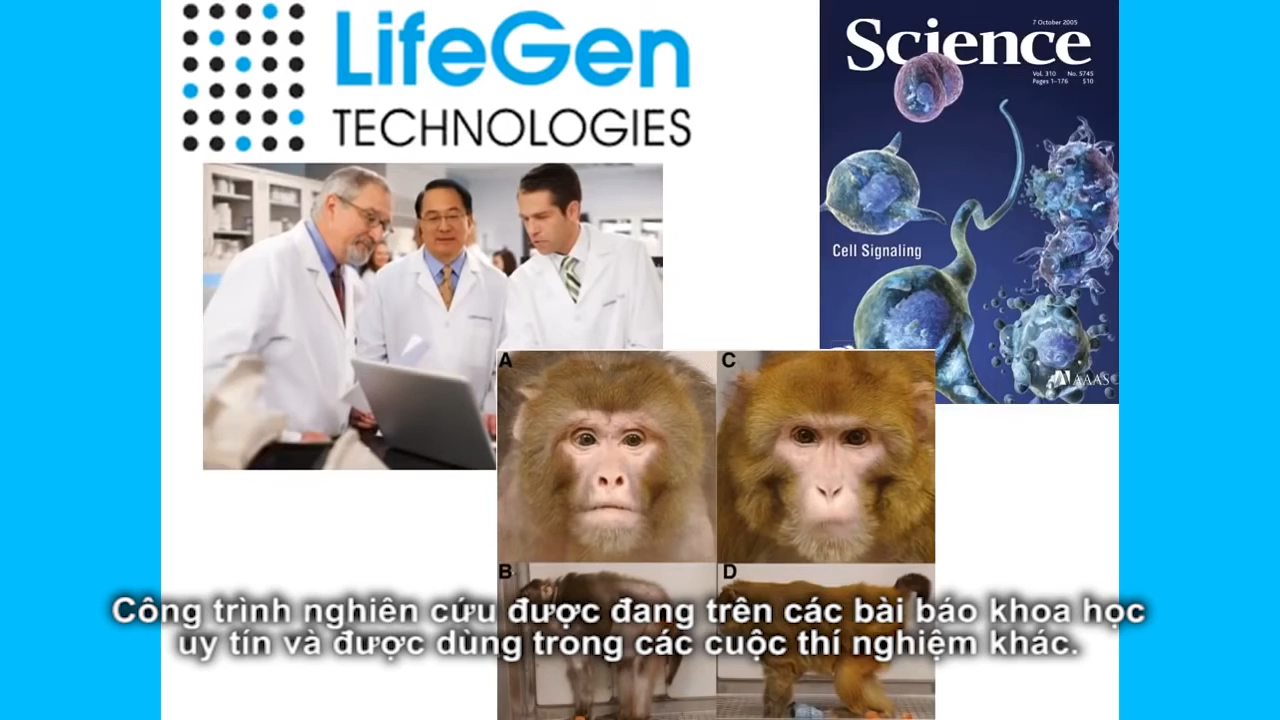 LifeGen
TECHNOLOGIES
7 October 2005
Science
Vol. 310 No. 5745
Pages 1–176 $10
Cell Signaling
AAAS
A
C
B
D
Công trình nghiên cứu được đang trên các bài báo khoa học
uy tín và được dùng trong các cuộc thí nghiệm khác.